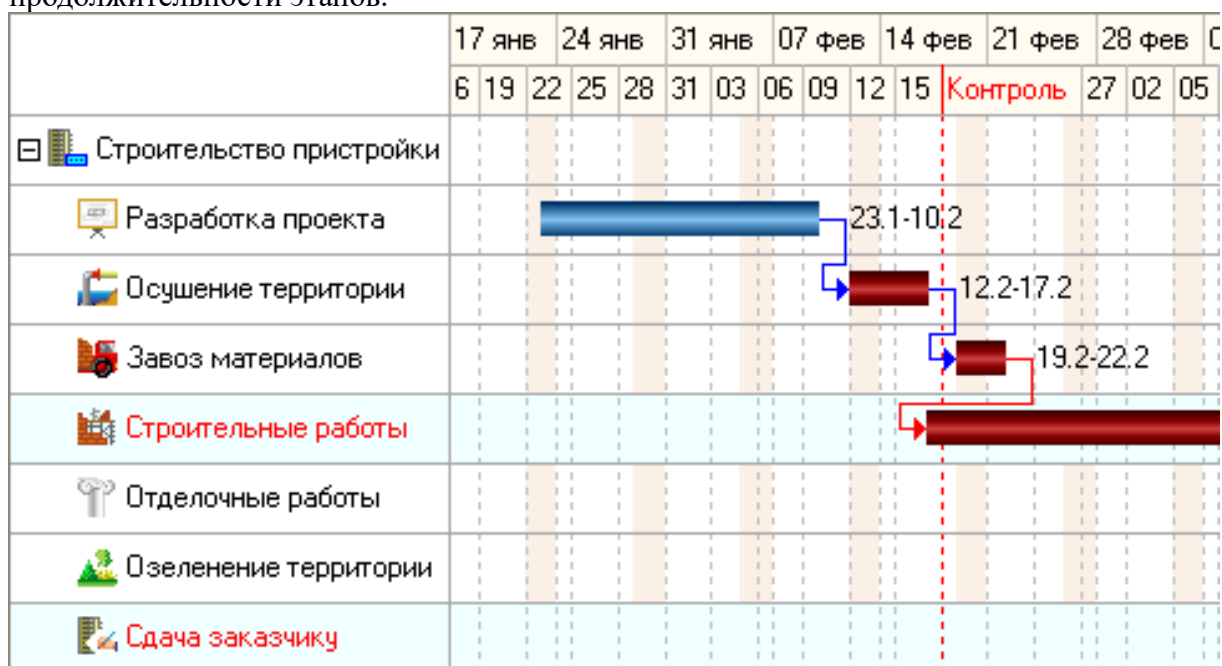 продолжительности этапов.
17 янв 24 янв 31 янв 07 фев 14 фев 21 фев 28 фев
6 19 22 25 28 31 03 06 09 12 15 Контроль 27 02 05
Строительство пристройки
Разработка проекта 23.1-10.2
Осушение территории 12.2-17.2
Завоз материалов 19.2-22.2
Строительные работы
Отделочные работы
Озеленение территории
Сдача заказчику